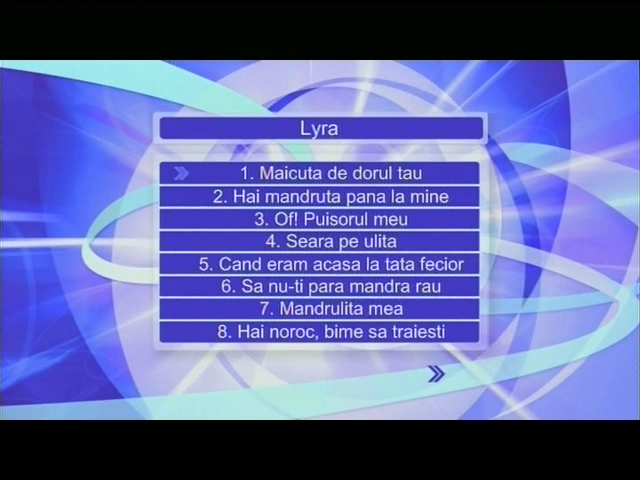 Lyra
1. Maicuta de dorul tau
2. Hai mandruta pana la mine
3. Of! Puisorul meu
4. Seara pe ulita
5. Cand eram acasa la tata fecior
6. Sa nu-ti para mandra rau
7. Mandrulita mea
8. Hai noroc, bime sa traiesti